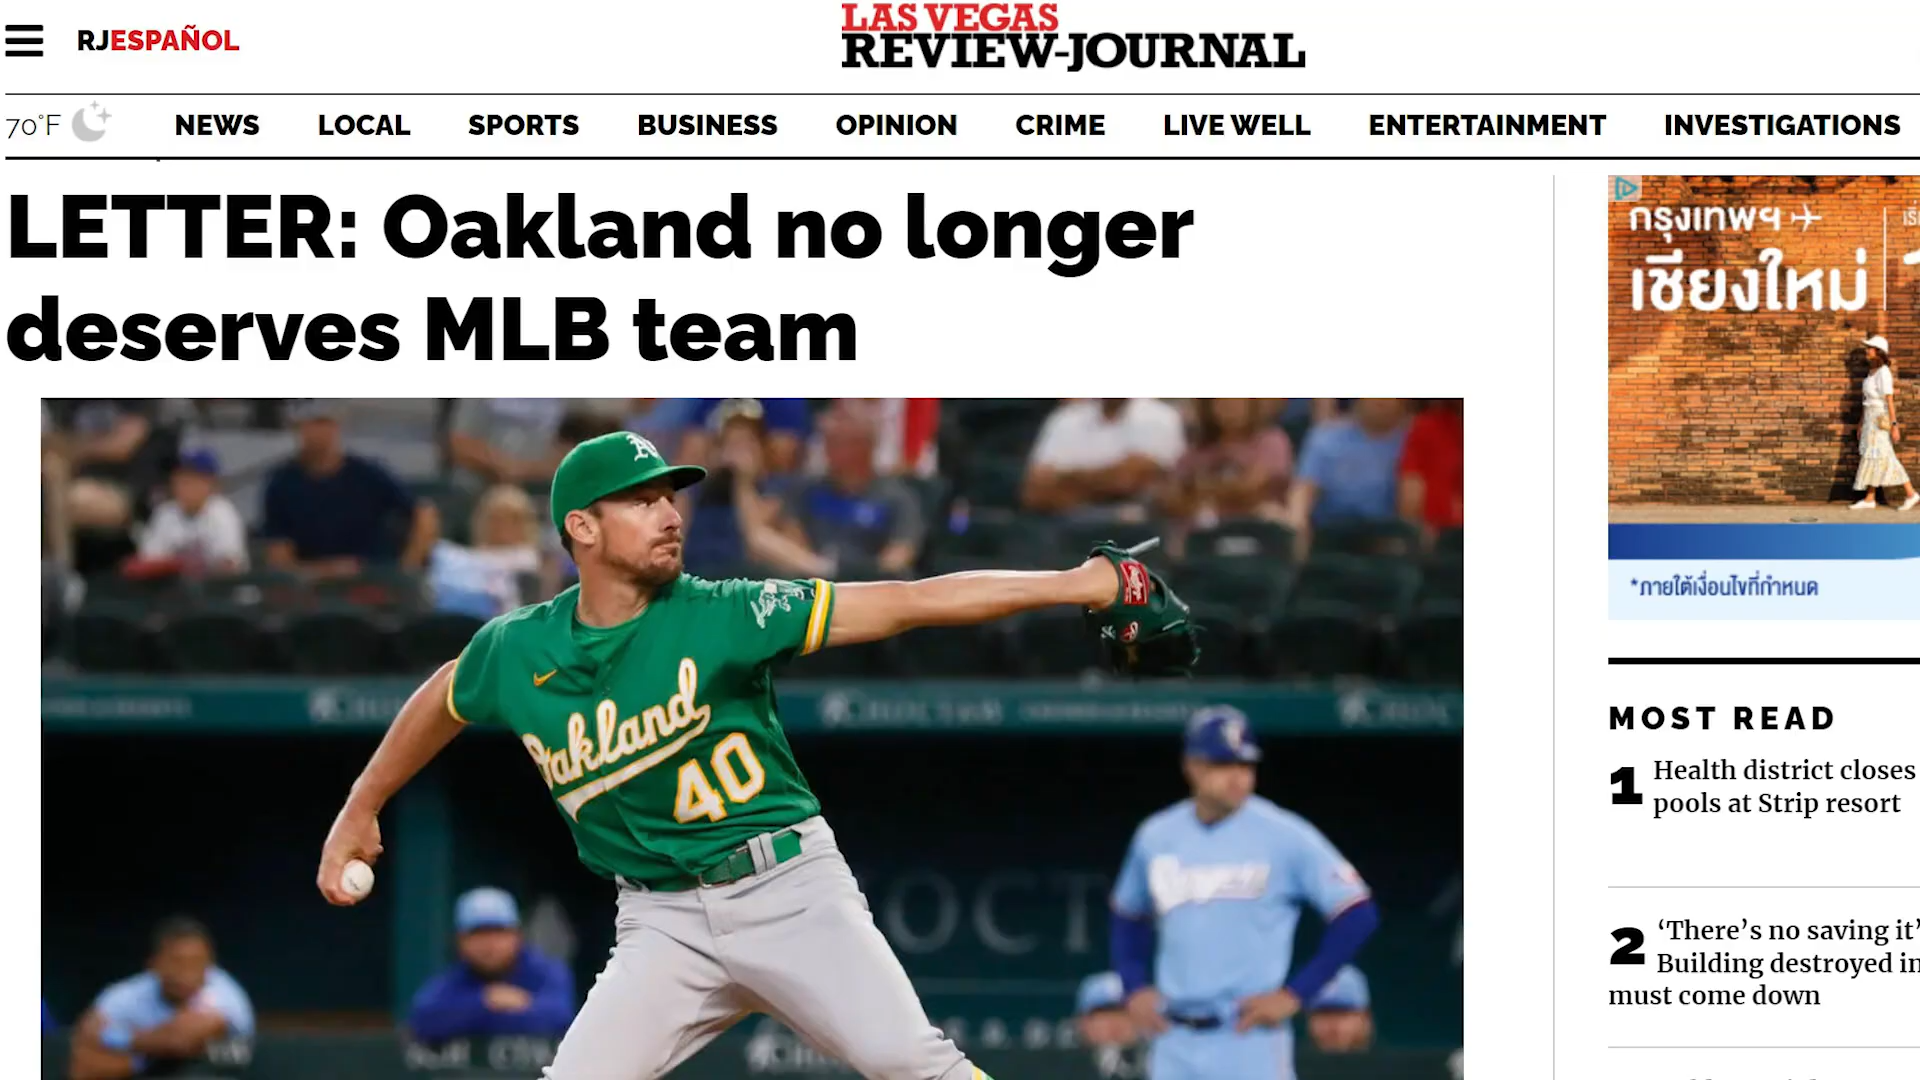 RJESPAÑOL
LAS VEGAS
REVIEW-JOURNAL
70°F
NEWS LOCAL SPORTS BUSINESS OPINION CRIME LIVE WELL ENTERTAINMENT INVESTIGATIONS
LETTER: Oakland no longer
deserves MLB team
A's
Oakland
40
กรุงเทพฯ
เชียงใหม่
*ภายใต้เงื่อนไขที่กำหนด
MOST READ
1 Health district closes
pools at Strip resort
2 ‘There’s no saving it’
Building destroyed in
must come down